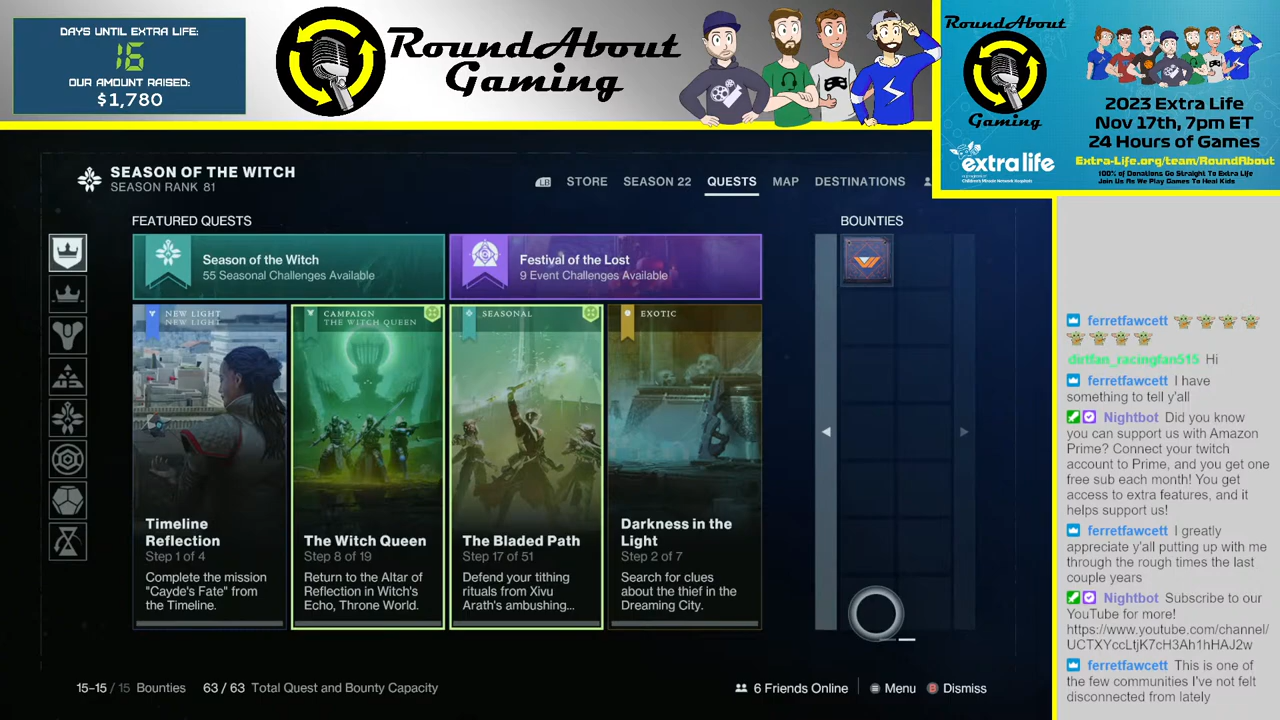 DAYS UNTIL EXTRA LIFE:
16
OUR AMOUNT RAISED:
$1,780
RoundAbout
Gaming
RoundAbout
Gaming
2023 Extra Life
Nov 17th, 7pm ET
24 Hours of Games
Extra-Life.org/team/RoundAbout
100% of Donations Go Straight To Extra Life
Join Us As We Play Games To Heal Kids
extra life
Children's Miracle Network Hospitals
SEASON OF THE WITCH
SEASON RANK 81
LB
STORE
SEASON 22
QUESTS
MAP
DESTINATIONS
FEATURED QUESTS
BOUNTIES
Season of the Witch
55 Seasonal Challenges Available
Festival of the Lost
9 Event Challenges Available
NEW LIGHT
NEW LIGHT
CAMPAIGN
THE WITCH QUEEN
SEASONAL
EXOTIC
Timeline
Reflection
Step 1 of 4
Complete the mission
"Cayde's Fate" from
the Timeline.
The Witch Queen
Step 8 of 19
Return to the Altar of
Reflection in Witch's
Echo, Throne World.
The Bladed Path
Step 17 of 51
Defend your tithing
rituals from Xivu
Arath's ambushing...
Darkness in the
Light
Step 2 of 7
Search for clues
about the thief in the
Dreaming City.
15-15 / 15 Bounties
63 / 63 Total Quest and Bounty Capacity
6 Friends Online
Menu
B Dismiss
ferretfawcett
dirtfan_racingfan515 Hi
ferretfawcett I have
something to tell y'all
Nightbot Did you know
you can support us with Amazon
Prime? Connect your twitch
account to Prime, and you get one
free sub each month! You get
access to extra features, and it
helps support us!
ferretfawcett I greatly
appreciate y'all putting up with me
through the rough times the last
couple years
Nightbot Subscribe to our
YouTube for more!
https://www.youtube.com/channel/
UCTXYccLtjK7cH3Ah1hHAJ2w
ferretfawcett This is one of
the few communities I've not felt
disconnected from lately